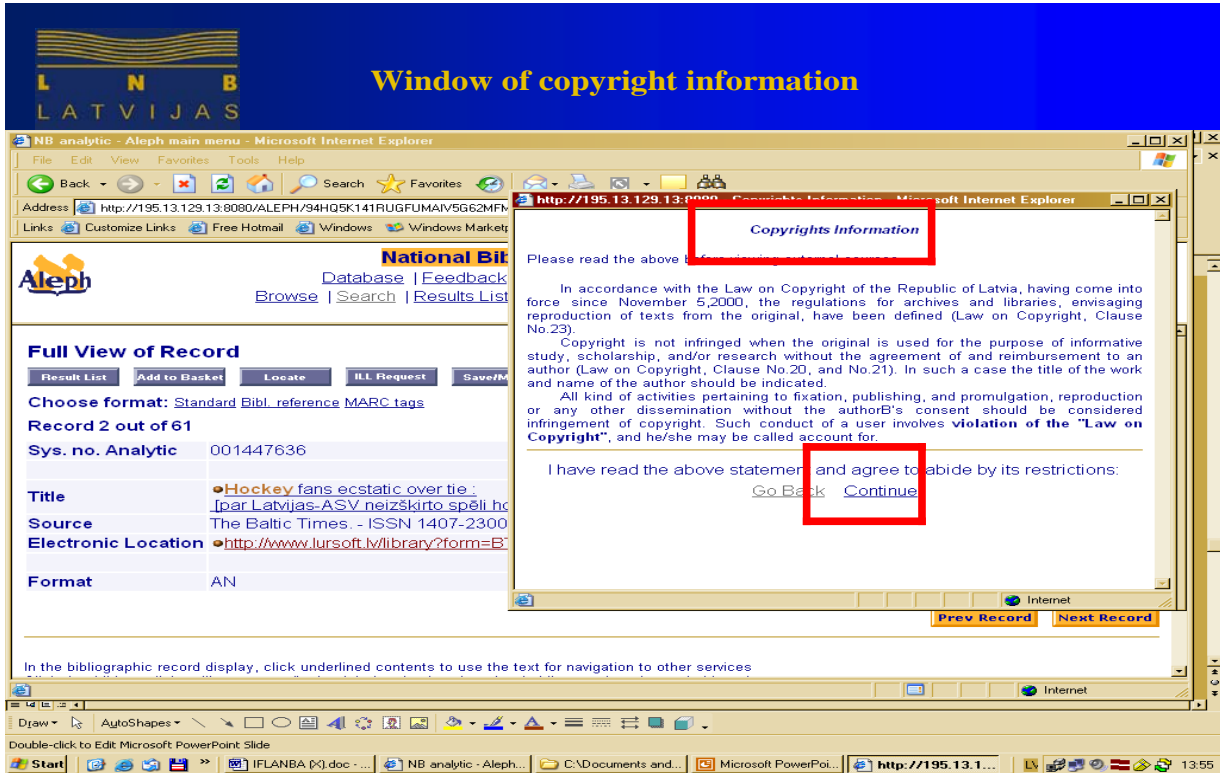 L N B
LATVIJAS
Window of copyright information
NB analytic - Aleph main menu - Microsoft Internet Explorer
File Edit View Favorites Tools Help
Back Search Favorites
Address http://195.13.129.13:8080/ALEPH/94HQ5K141RUGFUMAIV5G62MFM
Links Customize Links Free Hotmail Windows Windows Marketp
Aleph
National Bib
Database | Feedback
Browse | Search | Results List
Full View of Record
Result List Add to Basket Locate ILL Request Save/M
Choose format: Standard Bibl. reference MARC tags
Record 2 out of 61
Sys. no. Analytic 001447636
Title Hockey fans ecstatic over tie :
[par Latvijas-ASV neizšķirto spēli ho
Source The Baltic Times. - ISSN 1407-2300
Electronic Location http://www.lursoft.lv/library?form=BT
Format AN
http://195.13.129.13:8080 - Copyrights Information - Microsoft Internet Explorer
Copyrights Information
Please read the above before viewing external sources
In accordance with the Law on Copyright of the Republic of Latvia, having come into
force since November 5,2000, the regulations for archives and libraries, envisaging
reproduction of texts from the original, have been defined (Law on Copyright, Clause
No.23).
Copyright is not infringed when the original is used for the purpose of informative
study, scholarship, and/or research without the agreement of and reimbursement to an
author (Law on Copyright, Clause No.20, and No.21). In such a case the title of the work
and name of the author should be indicated.
All kind of activities pertaining to fixation, publishing, and promulgation, reproduction
or any other dissemination without the authorВ's consent should be considered
infringement of copyright. Such conduct of a user involves violation of the "Law on
Copyright", and he/she may be called account for.
I have read the above statement and agree to abide by its restrictions:
Go Back Continue
Internet
Prev Record Next Record
In the bibliographic record display, click underlined contents to use the text for navigation to other services
Internet
Draw AutoShapes
Double-click to Edit Microsoft PowerPoint Slide
Start » IFLANBA (X).doc - ... NB analytic - Aleph... C:\Documents and... Microsoft PowerPoi... http://195.13.1... LV 13:55